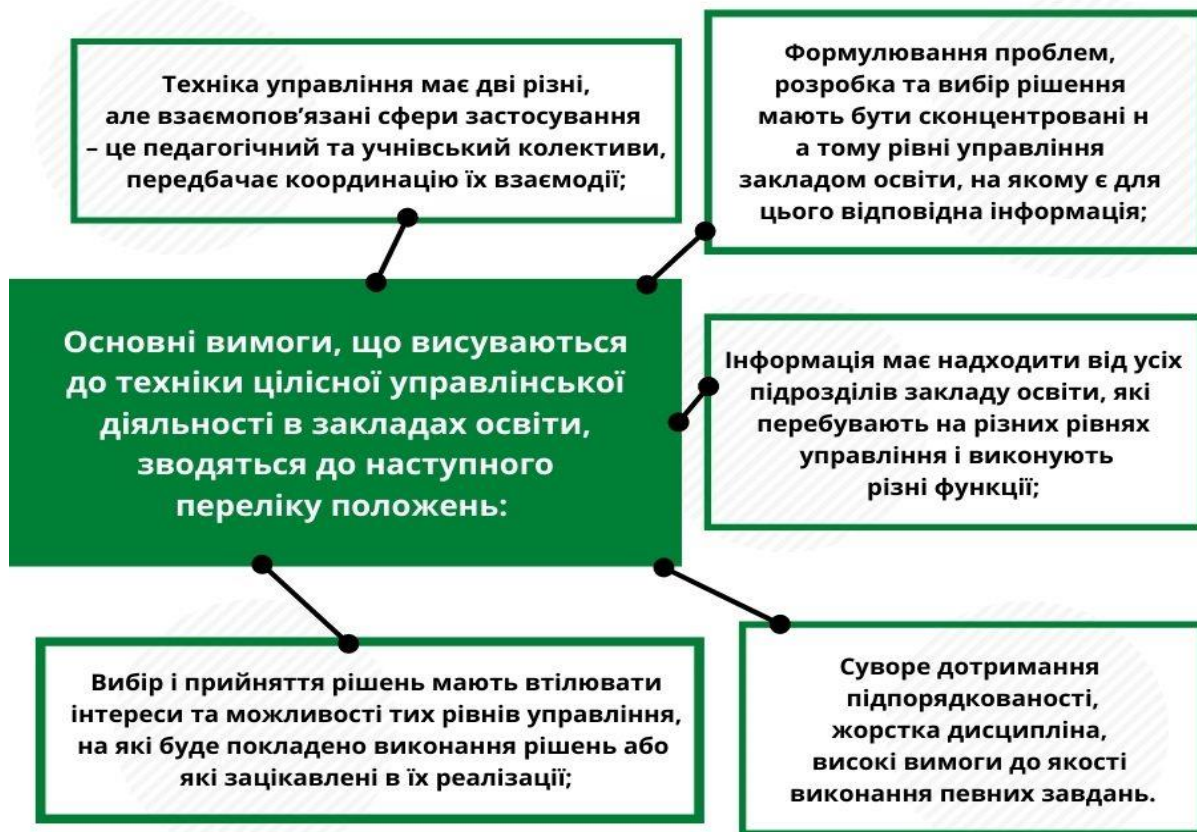 Техніка управління має дві різні,
але взаємопов’язані сфери застосування
– це педагогічний та учнівський колективи,
передбачає координацію їх взаємодії;
Формулювання проблем,
розробка та вибір рішення
мають бути сконцентровані н
а тому рівні управління
закладом освіти, на якому є для
цього відповідна інформація;
Основні вимоги, що висуваються
до техніки цілісної управлінської
діяльності в закладах освіти,
зводяться до наступного
переліку положень:
Інформація має надходити від усіх
підрозділів закладу освіти, які
перебувають на різних рівнях
управління і виконують
різні функції;
Вибір і прийняття рішень мають втілювати
інтереси та можливості тих рівнів управління,
на які буде покладено виконання рішень або
які зацікавлені в їх реалізації;
Суворе дотримання
підпорядкованості,
жорстка дисципліна,
високі вимоги до якості
виконання певних завдань.